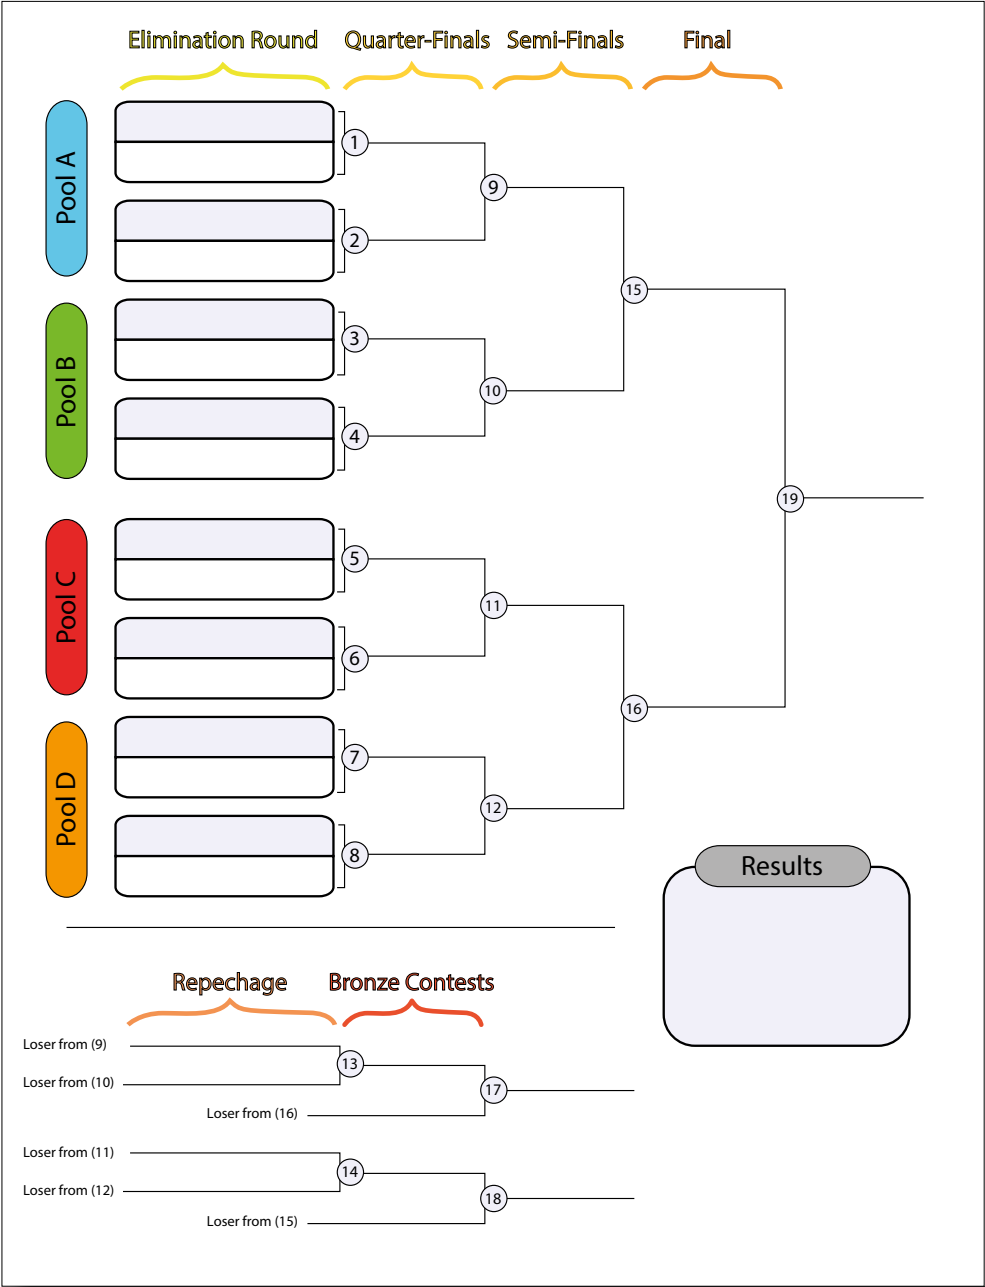 Elimination Round Quarter-Finals Semi-Finals Final
Pool A
1
9
2
15
Pool B
3
10
4
19
Pool C
5
11
6
16
Pool D
7
12
8
Results
Repechage Bronze Contests
Loser from (9)
13
Loser from (10)
17
Loser from (16)
Loser from (11)
14
Loser from (12)
18
Loser from (15)